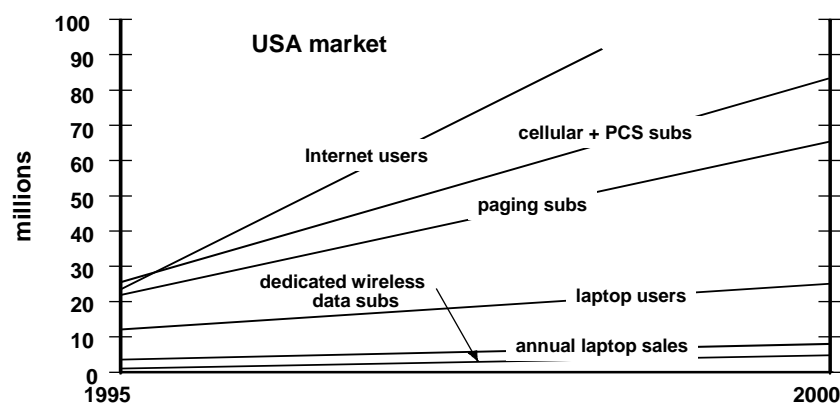 USA market
millions
100
90
80
70
60
50
40
30
20
10
0
Internet users
cellular + PCS subs
paging subs
dedicated wireless
data subs
laptop users
annual laptop sales
1995
2000